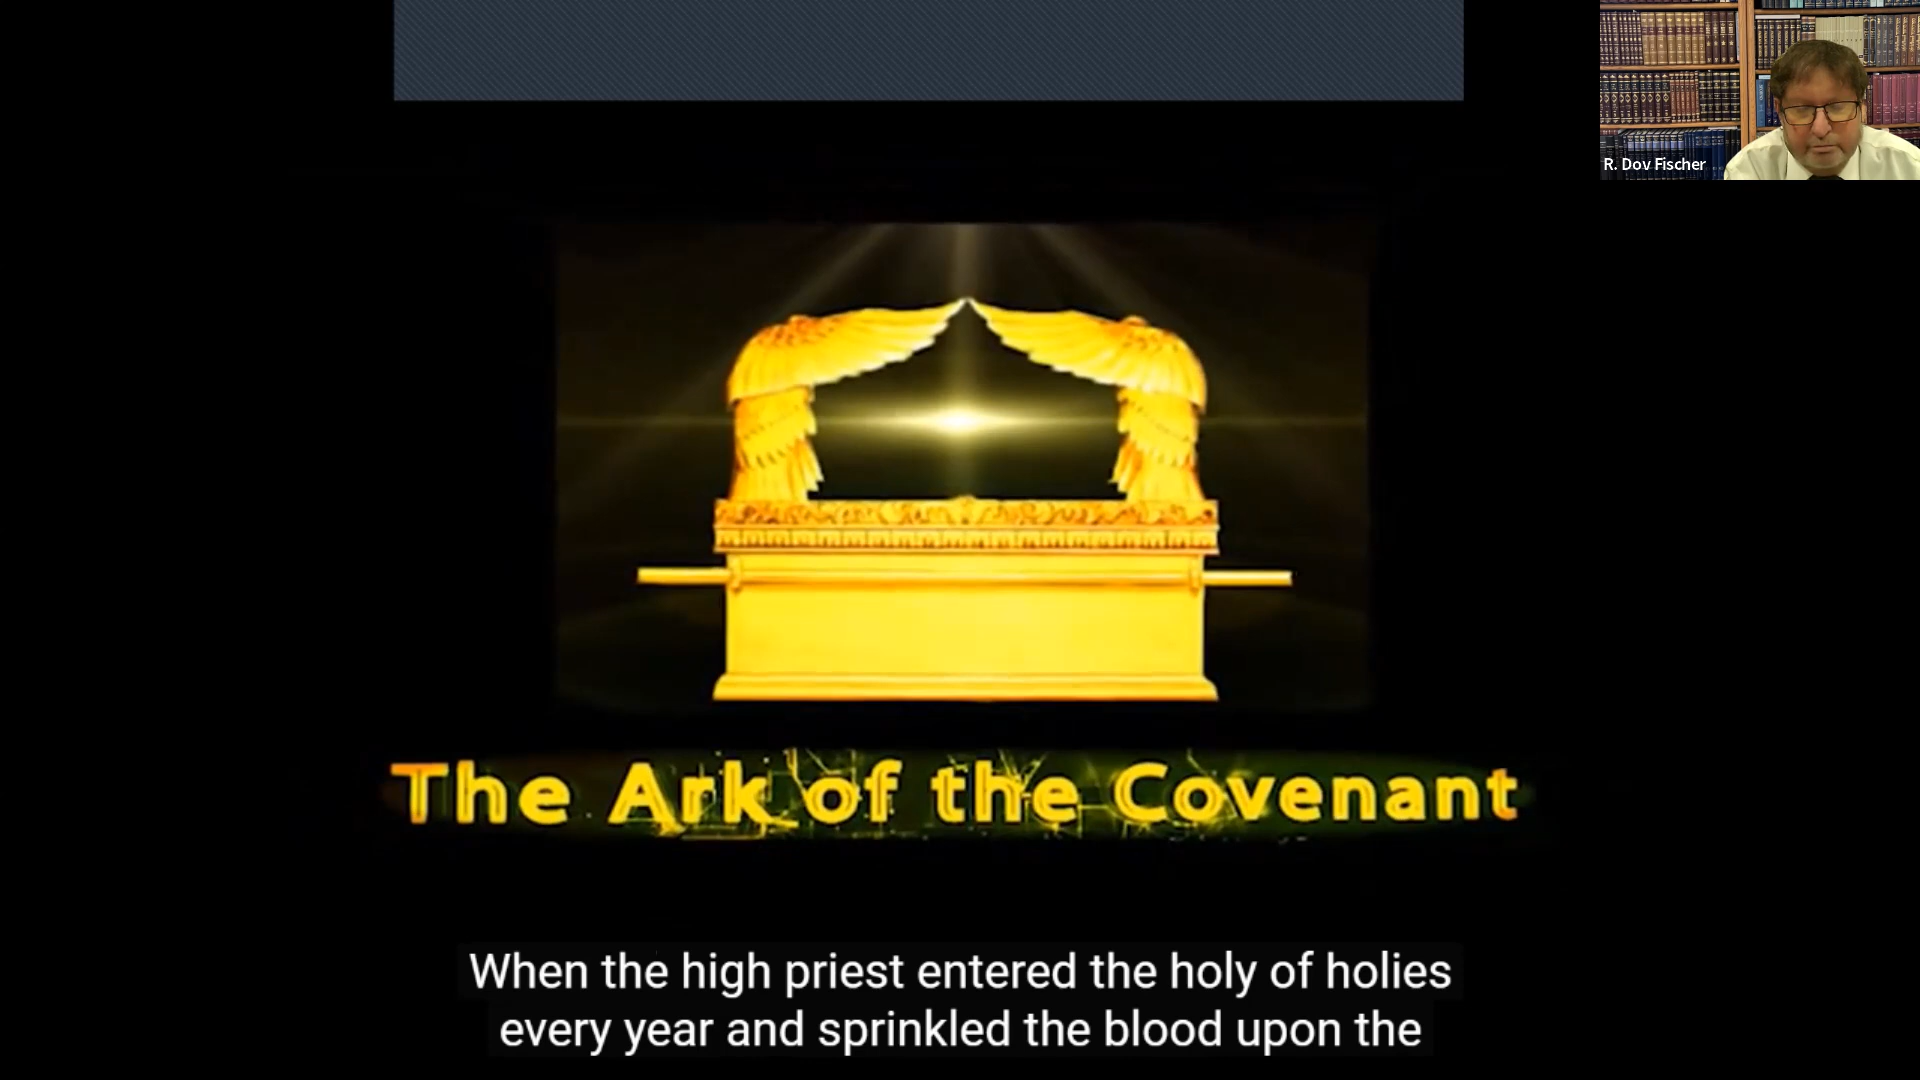 R. Dov Fischer
The Ark of the Covenant
When the high priest entered the holy of holies
every year and sprinkled the blood upon the